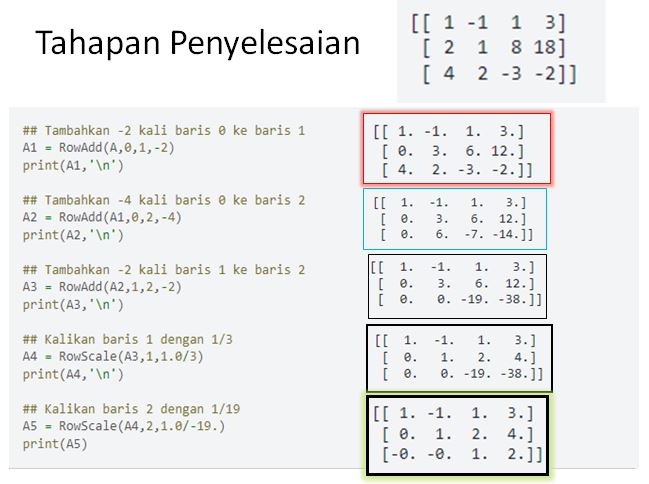 Tahapan Penyelesaian
[[ 1 -1  1  3]
 [ 2  1  8 18]
 [ 4  2 -3 -2]]
## Tambahkan -2 kali baris 0 ke baris 1
A1 = RowAdd(A,0,1,-2)
print(A1,'\n')
[[ 1. -1.  1.  3.]
 [ 0.  3.  6. 12.]
 [ 4.  2. -3. -2.]]
## Tambahkan -4 kali baris 0 ke baris 2
A2 = RowAdd(A1,0,2,-4)
print(A2,'\n')
[[  1.  -1.   1.   3.]
 [  0.   3.   6.  12.]
 [  0.   6.  -7. -14.]]
## Tambahkan -2 kali baris 1 ke baris 2
A3 = RowAdd(A2,1,2,-2)
print(A3,'\n')
[[  1.  -1.   1.   3.]
 [  0.   3.   6.  12.]
 [  0.   0. -19. -38.]]
## Kalikan baris 1 dengan 1/3
A4 = RowScale(A3,1,1.0/3)
print(A4,'\n')
[[  1.  -1.   1.   3.]
 [  0.   1.   2.   4.]
 [  0.   0. -19. -38.]]
## Kalikan baris 2 dengan 1/19
A5 = RowScale(A4,2,1.0/-19.)
print(A5)
[[ 1. -1.  1.  3.]
 [ 0.  1.  2.  4.]
 [-0. -0.  1.  2.]]